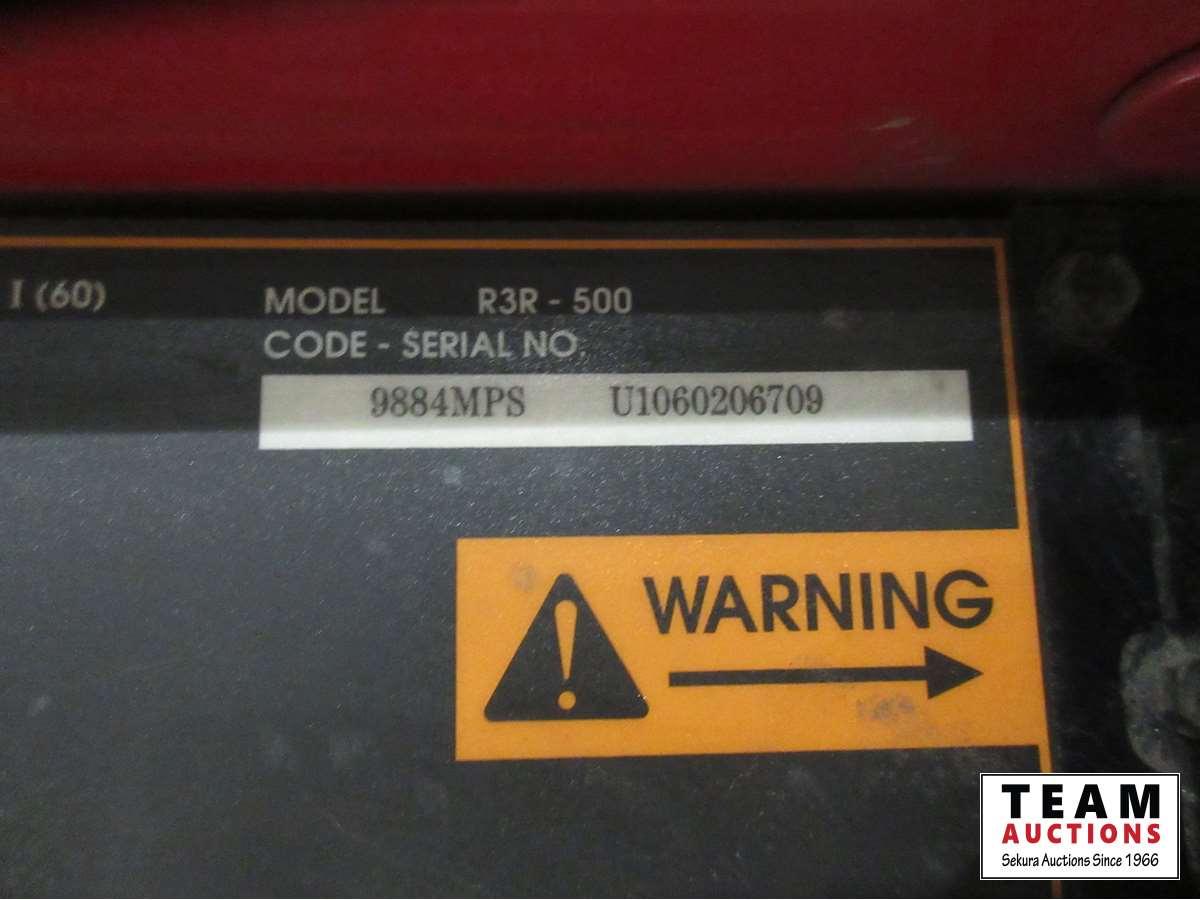 I (60)
MODEL R3R - 500
CODE - SERIAL NO.
9884MPS U1060206709
WARNING
TEAM
AUCTIONS
Sekura Auctions Since 1966